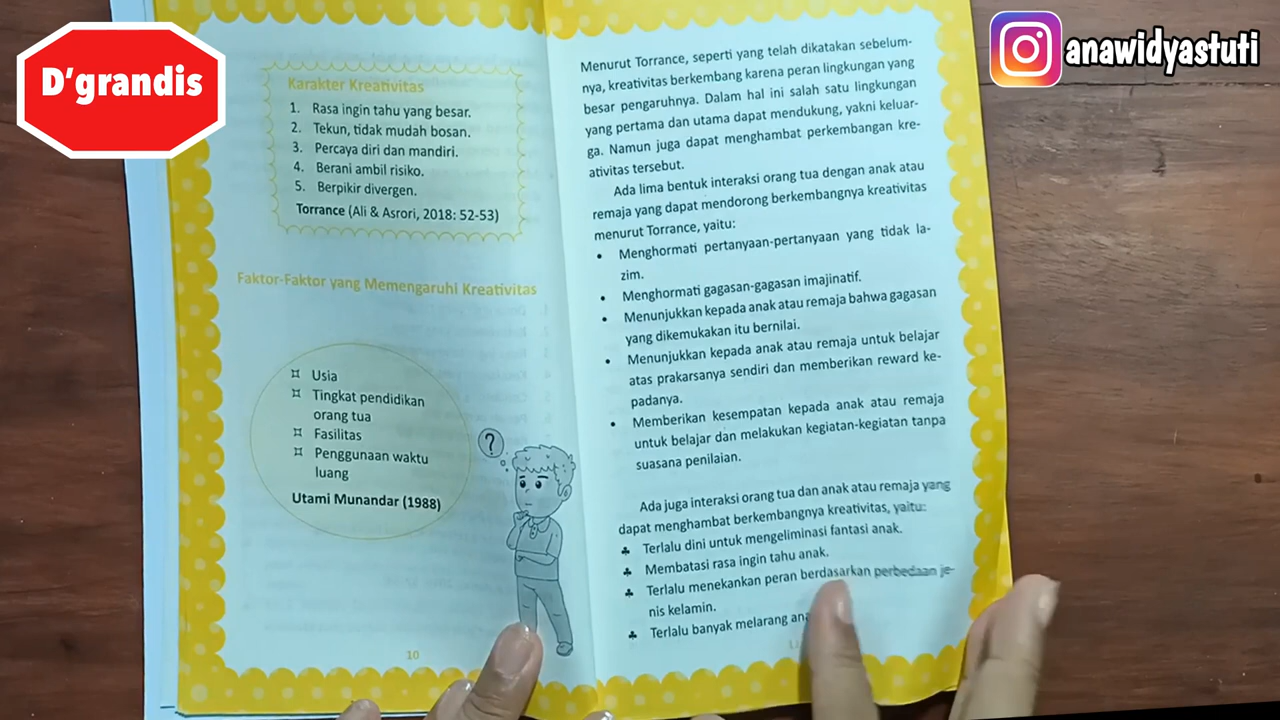 D'grandis
anawidyastuti
Karakter Kreativitas
1. Rasa ingin tahu yang besar.
2. Tekun, tidak mudah bosan.
3. Percaya diri dan mandiri.
4. Berani ambil risiko.
5. Berpikir divergen.
Torrance (Ali & Asrori, 2018: 52-53)
Faktor-Faktor yang Memengaruhi Kreativitas
Usia
Tingkat pendidikan
orang tua
Fasilitas
Penggunaan waktu
luang
Utami Munandar (1988)
?
10
Menurut Torrance, seperti yang telah dikatakan sebelum-
nya, kreativitas berkembang karena peran lingkungan yang
besar pengaruhnya. Dalam hal ini salah satu lingkungan
yang pertama dan utama dapat mendukung, yakni keluar-
ga. Namun juga dapat menghambat perkembangan kre-
ativitas tersebut.
Ada lima bentuk interaksi orang tua dengan anak atau
remaja yang dapat mendorong berkembangnya kreativitas
menurut Torrance, yaitu:
• Menghormati pertanyaan-pertanyaan yang tidak la-
zim.
• Menghormati gagasan-gagasan imajinatif.
• Menunjukkan kepada anak atau remaja bahwa gagasan
yang dikemukakan itu bernilai.
• Menunjukkan kepada anak atau remaja untuk belajar
atas prakarsanya sendiri dan memberikan reward ke-
padanya.
• Memberikan kesempatan kepada anak atau remaja
untuk belajar dan melakukan kegiatan-kegiatan tanpa
suasana penilaian.
Ada juga interaksi orang tua dan anak atau remaja yang
dapat menghambat berkembangnya kreativitas, yaitu:
♣ Terlalu dini untuk mengeliminasi fantasi anak.
♣ Membatasi rasa ingin tahu anak.
♣ Terlalu menekankan peran berdasarkan perbedaan je-
nis kelamin.
♣ Terlalu banyak melarang